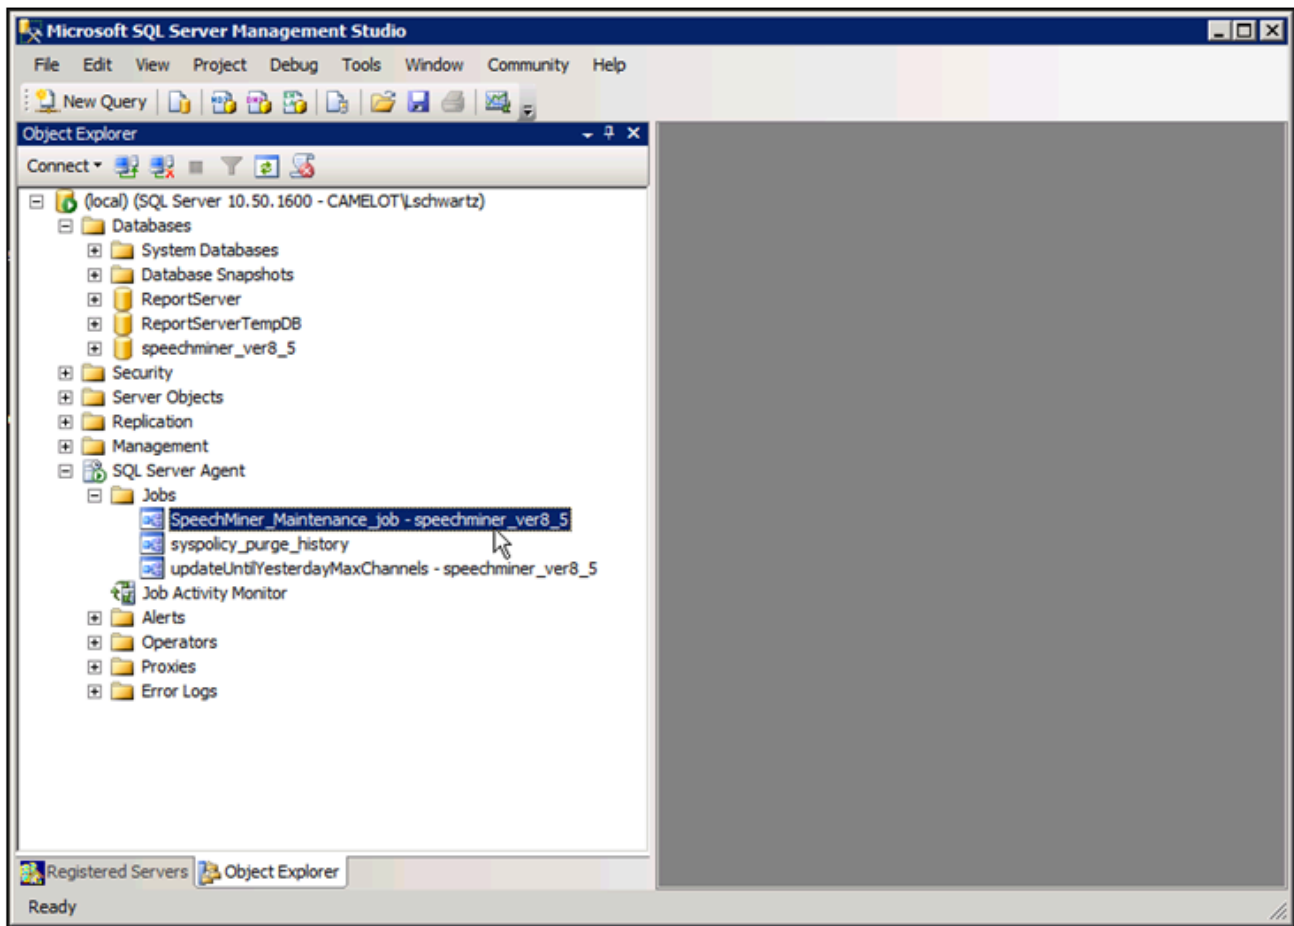 Microsoft SQL Server Management Studio
File Edit View Project Debug Tools Window Community Help
New Query
Object Explorer
Connect
(local) (SQL Server 10.50.1600 - CAMELOT\Lschwartz)
Databases
System Databases
Database Snapshots
ReportServer
ReportServerTempDB
speechminer_ver8_5
Security
Server Objects
Replication
Management
SQL Server Agent
Jobs
SpeechMiner_Maintenance_job - speechminer_ver8_5
syspolicy_purge_history
updateUntilYesterdayMaxChannels - speechminer_ver8_5
Job Activity Monitor
Alerts
Operators
Proxies
Error Logs
Registered Servers Object Explorer
Ready